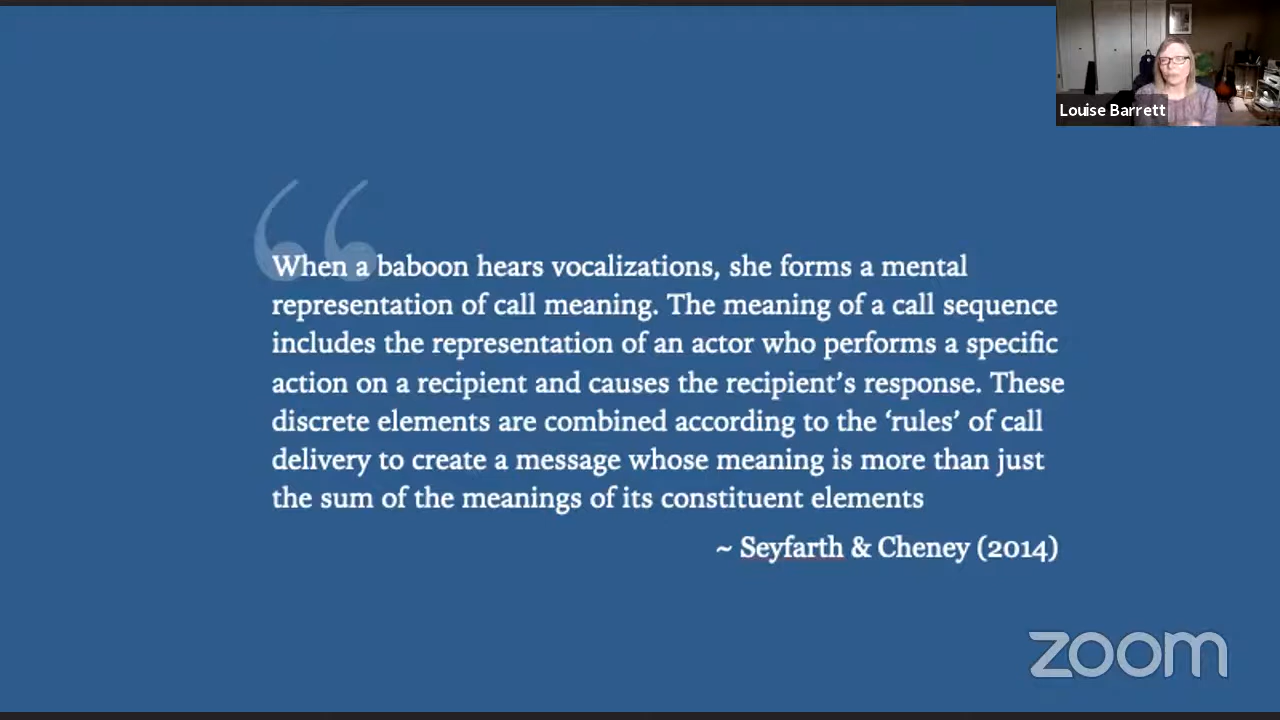 Louise Barrett
“
When a baboon hears vocalizations, she forms a mental
representation of call meaning. The meaning of a call sequence
includes the representation of an actor who performs a specific
action on a recipient and causes the recipient’s response. These
discrete elements are combined according to the ‘rules’ of call
delivery to create a message whose meaning is more than just
the sum of the meanings of its constituent elements
~ Seyfarth & Cheney (2014)
zoom